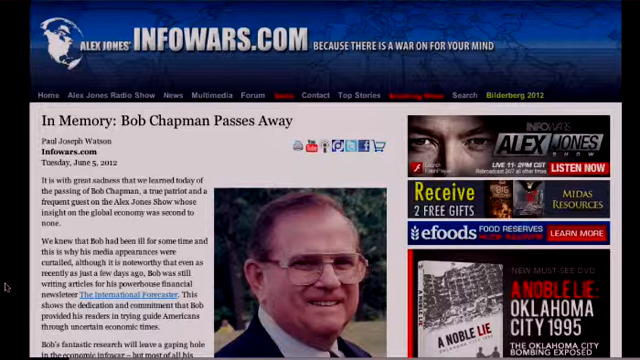 ALEX JONES' INFOWARS.COM BECAUSE THERE IS A WAR ON FOR YOUR MIND
Home Alex Jones Radio Show News Multimedia Forum Contact Top Stories Search Bilderberg 2012
In Memory: Bob Chapman Passes Away
Paul Joseph Watson
Infowars.com
Tuesday, June 5, 2012
It is with great sadness that we learned today of
the passing of Bob Chapman, a true patriot and a
frequent guest on the Alex Jones Show whose
insight on the global economy was second to
none.
We knew that Bob had been ill for some time and
this is why his media appearances were
curtailed, although it is noteworthy that even as
recently as just a few days ago, Bob was still
writing articles for his powerhouse financial
newsletter The International Forecaster. This
shows the dedication and commitment that Bob
provided his readers in trying guide Americans
through uncertain economic times.
Bob's fantastic research will leave a gaping hole
in the economic infowar – but most of all his
INFOWARS
ALEX JONES
SHOW
LIVE 11- 2PM CST
LISTEN NOW
Receive
2 FREE GIFTS
MIDAS
RESOURCES
efoods
LEARN MORE
NEW MUST-SEE DVD
A NOBLE LIE:
OKLAHOMA
CITY 1995
THE OKLAHOMA
CITY BOMBING EXPOSED
A NOBLE LIE